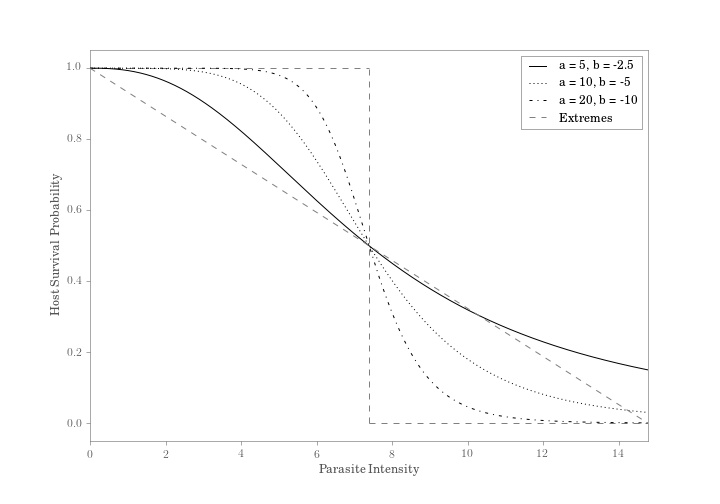 1.0
0.8
0.6
0.4
0.2
0.0
Host Survival Probability
0 2 4 6 8 10 12 14
Parasite Intensity
a = 5, b = -2.5
a = 10, b = -5
a = 20, b = -10
Extremes